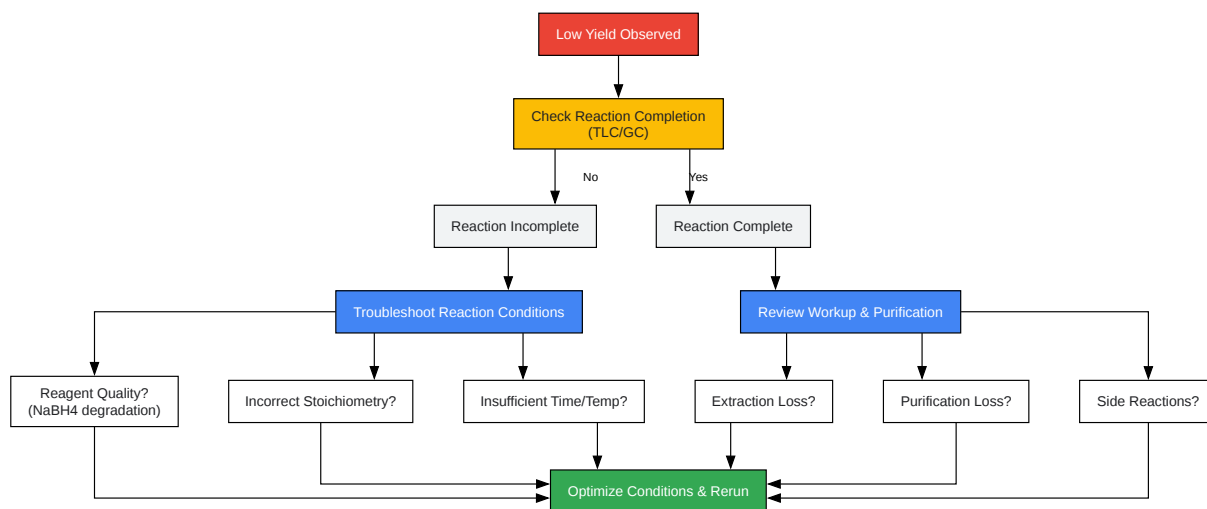 Low Yield Observed
Check Reaction Completion
(TLC/GC)
No
Yes
Reaction Incomplete
Reaction Complete
Troubleshoot Reaction Conditions
Review Workup & Purification
Reagent Quality?
(NaBH4 degradation)
Incorrect Stoichiometry?
Insufficient Time/Temp?
Extraction Loss?
Purification Loss?
Side Reactions?
Optimize Conditions & Rerun